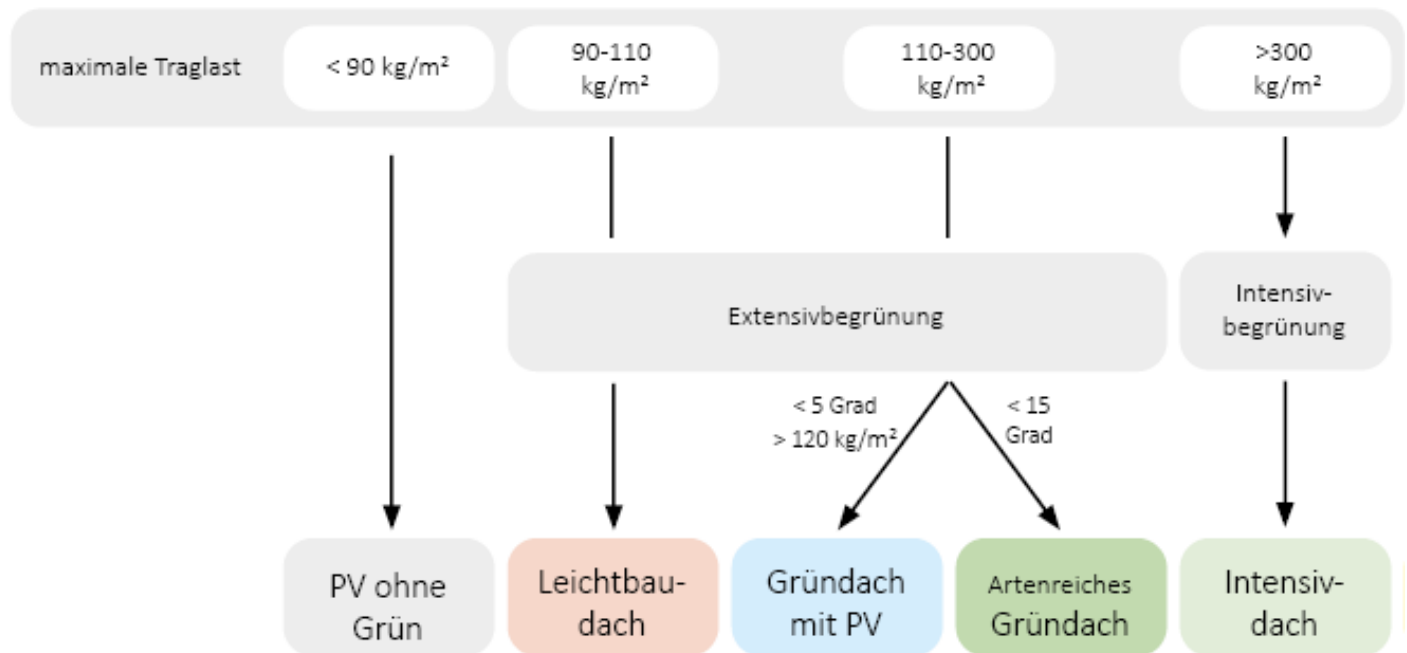 maximale Traglast
< 90 kg/m²
90-110
kg/m²
110-300
kg/m²
>300
kg/m²
Extensivbegrünung
Intensiv-
begrünung
< 5 Grad
> 120 kg/m²
< 15
Grad
PV ohne
Grün
Leichtbau-
dach
Gründach
mit PV
Artenreiches
Gründach
Intensiv-
dach